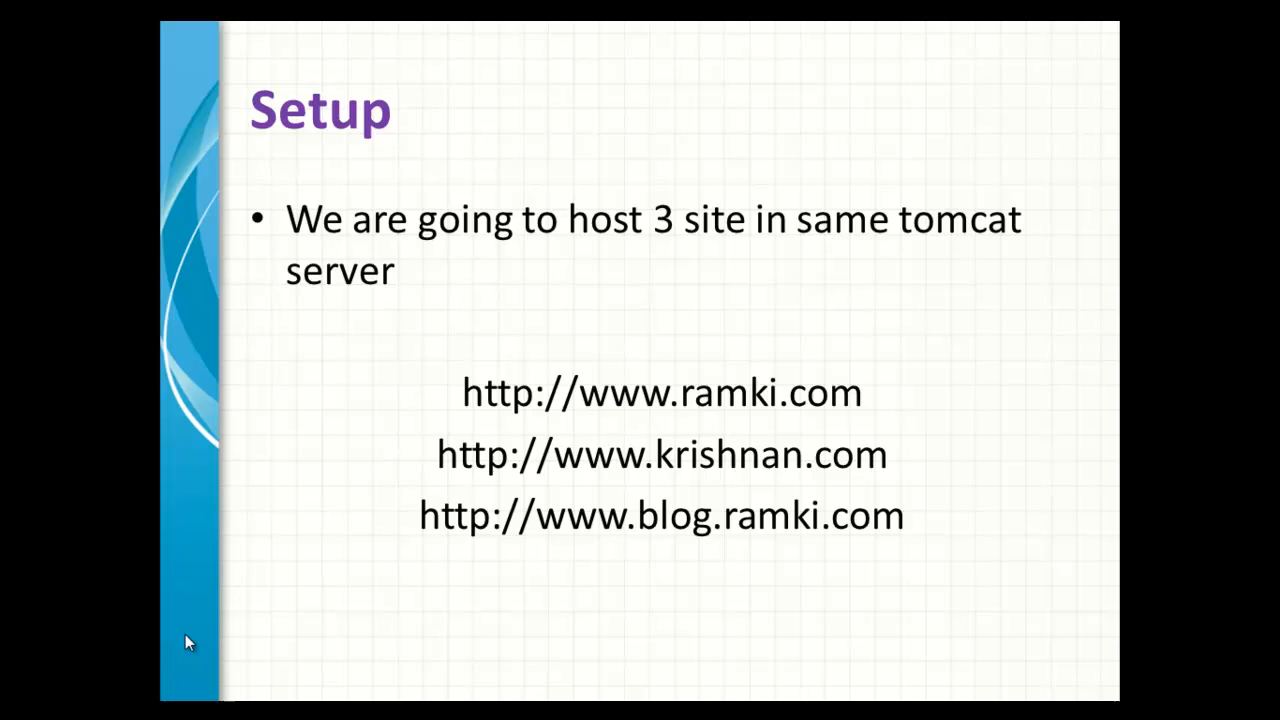 Setup
• We are going to host 3 site in same tomcat
server
http://www.ramki.com
http://www.krishnan.com
http://www.blog.ramki.com